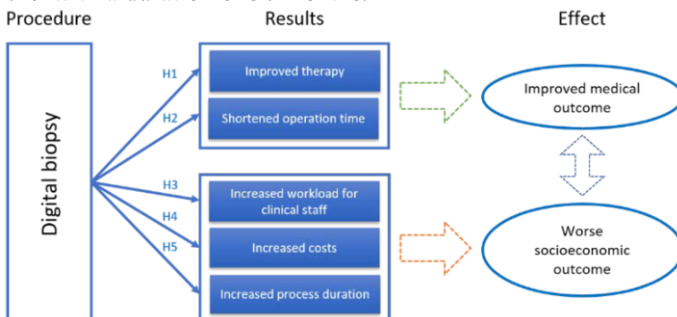 Procedure
Results
Effect
Digital biopsy
H1
H2
H3
H4
H5
Improved therapy
Shortened operation time
Increased workload for
clinical staff
Increased costs
Increased process duration
Improved medical
outcome
Worse
socioeconomic
outcome